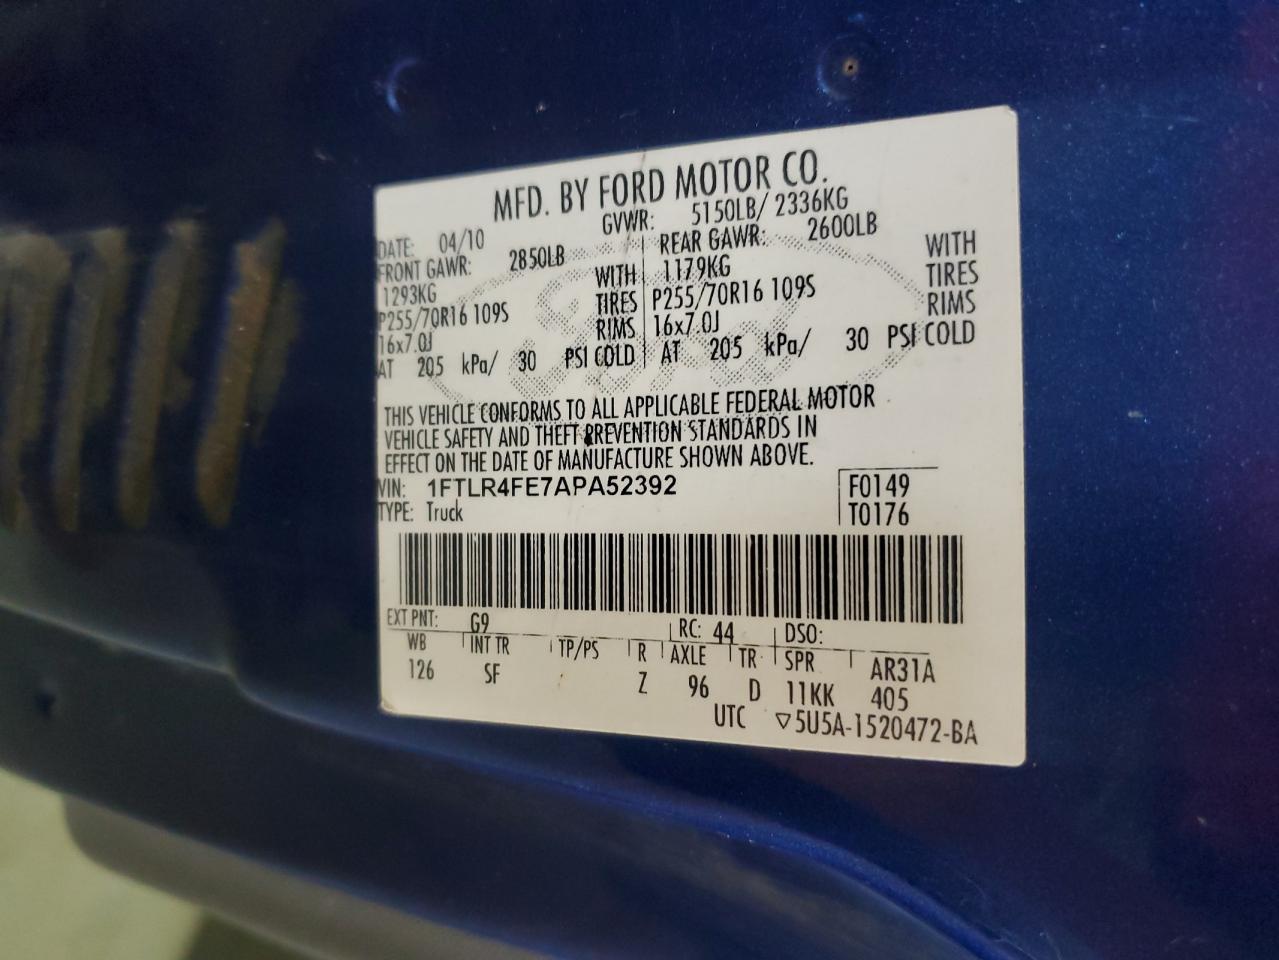 MFD. BY FORD MOTOR CO.
DATE: 04/10 GVWR: 5150LB/ 2336KG
FRONT GAWR: 2850LB REAR GAWR: 2600LB
1293KG WITH 1179KG WITH
P255/70R16 109S TIRES P255/70R16 109S TIRES
16x7.0J RIMS 16x7.0J RIMS
AT 205 kPa/ 30 PSI COLD AT 205 kPa/ 30 PSI COLD
THIS VEHICLE CONFORMS TO ALL APPLICABLE FEDERAL MOTOR
VEHICLE SAFETY AND THEFT PREVENTION STANDARDS IN
EFFECT ON THE DATE OF MANUFACTURE SHOWN ABOVE.
VIN: 1FTLR4FE7APA52392 F0149
TYPE: Truck T0176
EXT PNT: G9 RC: 44 DSO:
WB INT TR TP/PS R AXLE TR SPR AR31A
126 SF Z 96 D 11KK 405
UTC ▽5U5A-1520472-BA